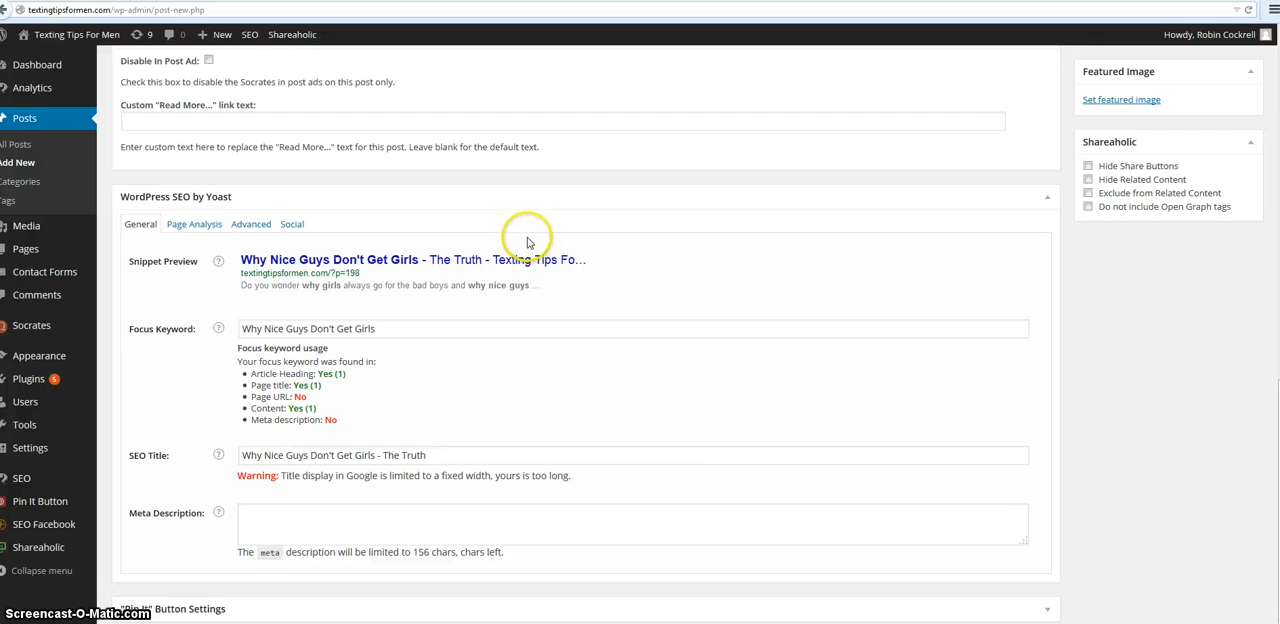 textingtipsformen.com/wp-admin/post-new.php
Texting Tips For Men 9 0 New SEO Shareaholic Howdy, Robin Cockrell
Dashboard
Analytics
Posts
All Posts
Add New
Categories
Tags
Media
Pages
Contact Forms
Comments
Socrates
Appearance
Plugins 5
Users
Tools
Settings
SEO
Pin It Button
SEO Facebook
Shareaholic
Collapse menu
Disable In Post Ad:
Check this box to disable the Socrates in post ads on this post only.
Custom "Read More..." link text:
Enter custom text here to replace the "Read More..." text for this post. Leave blank for the default text.
WordPress SEO by Yoast
General Page Analysis Advanced Social
Snippet Preview ? Why Nice Guys Don't Get Girls - The Truth - Texting Tips Fo...
textingtipsformen.com/?p=198
Do you wonder why girls always go for the bad boys and why nice guys ...
Focus Keyword: ? Why Nice Guys Don't Get Girls
Focus keyword usage
Your focus keyword was found in:
• Article Heading: Yes (1)
• Page title: Yes (1)
• Page URL: No
• Content: Yes (1)
• Meta description: No
SEO Title: ? Why Nice Guys Don't Get Girls - The Truth
Warning: Title display in Google is limited to a fixed width, yours is too long.
Meta Description: ?
The meta description will be limited to 156 chars, chars left.
"Pin It" Button Settings
Featured Image
Set featured image
Shareaholic
Hide Share Buttons
Hide Related Content
Exclude from Related Content
Do not include Open Graph tags
Screencast-O-Matic.com